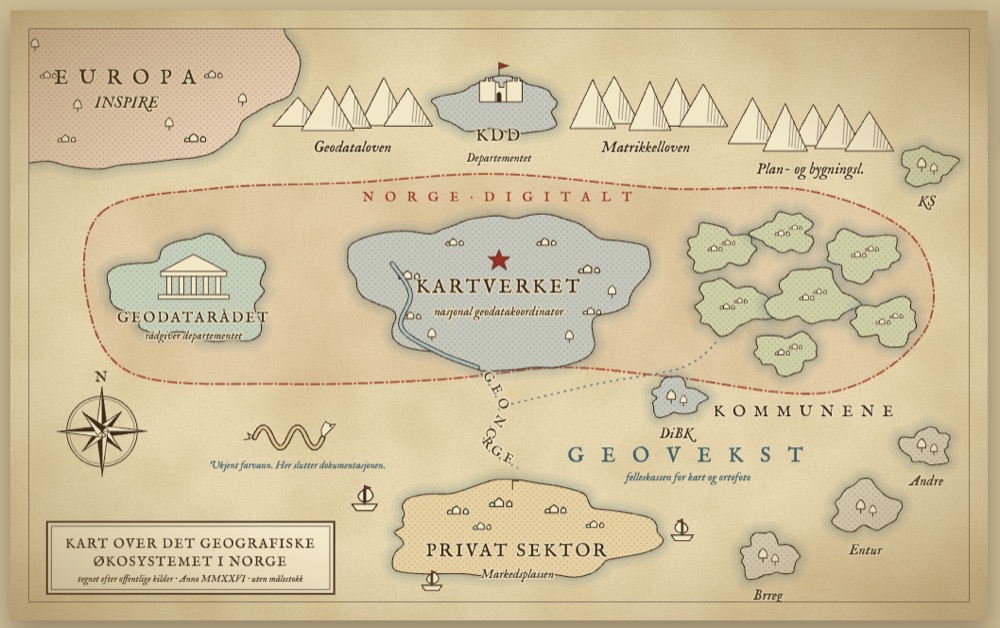 EUROPA
INSPIRE
Geodataloven
KDD
Departementet
Matrikkelloven
Plan- og bygningsl.
KS
NORGE·DIGITALT
GEODATARÅDET
rådgiver departementet
KARTVERKET
nasjonal geodatakoordinator
N
GEONORGE
DiBK
KOMMUNENE
GEOVEKST
felleskassen for kart og ortofoto
Ukjent farvann. Her slutter dokumentasjonen.
Andre
Entur
PRIVAT SEKTOR
Markedsplassen
Brreg
KART OVER DET GEOGRAFISKE
ØKOSYSTEMET I NORGE
tegnet efter offentlige kilder · Anno MMXXVI · uten målestokk